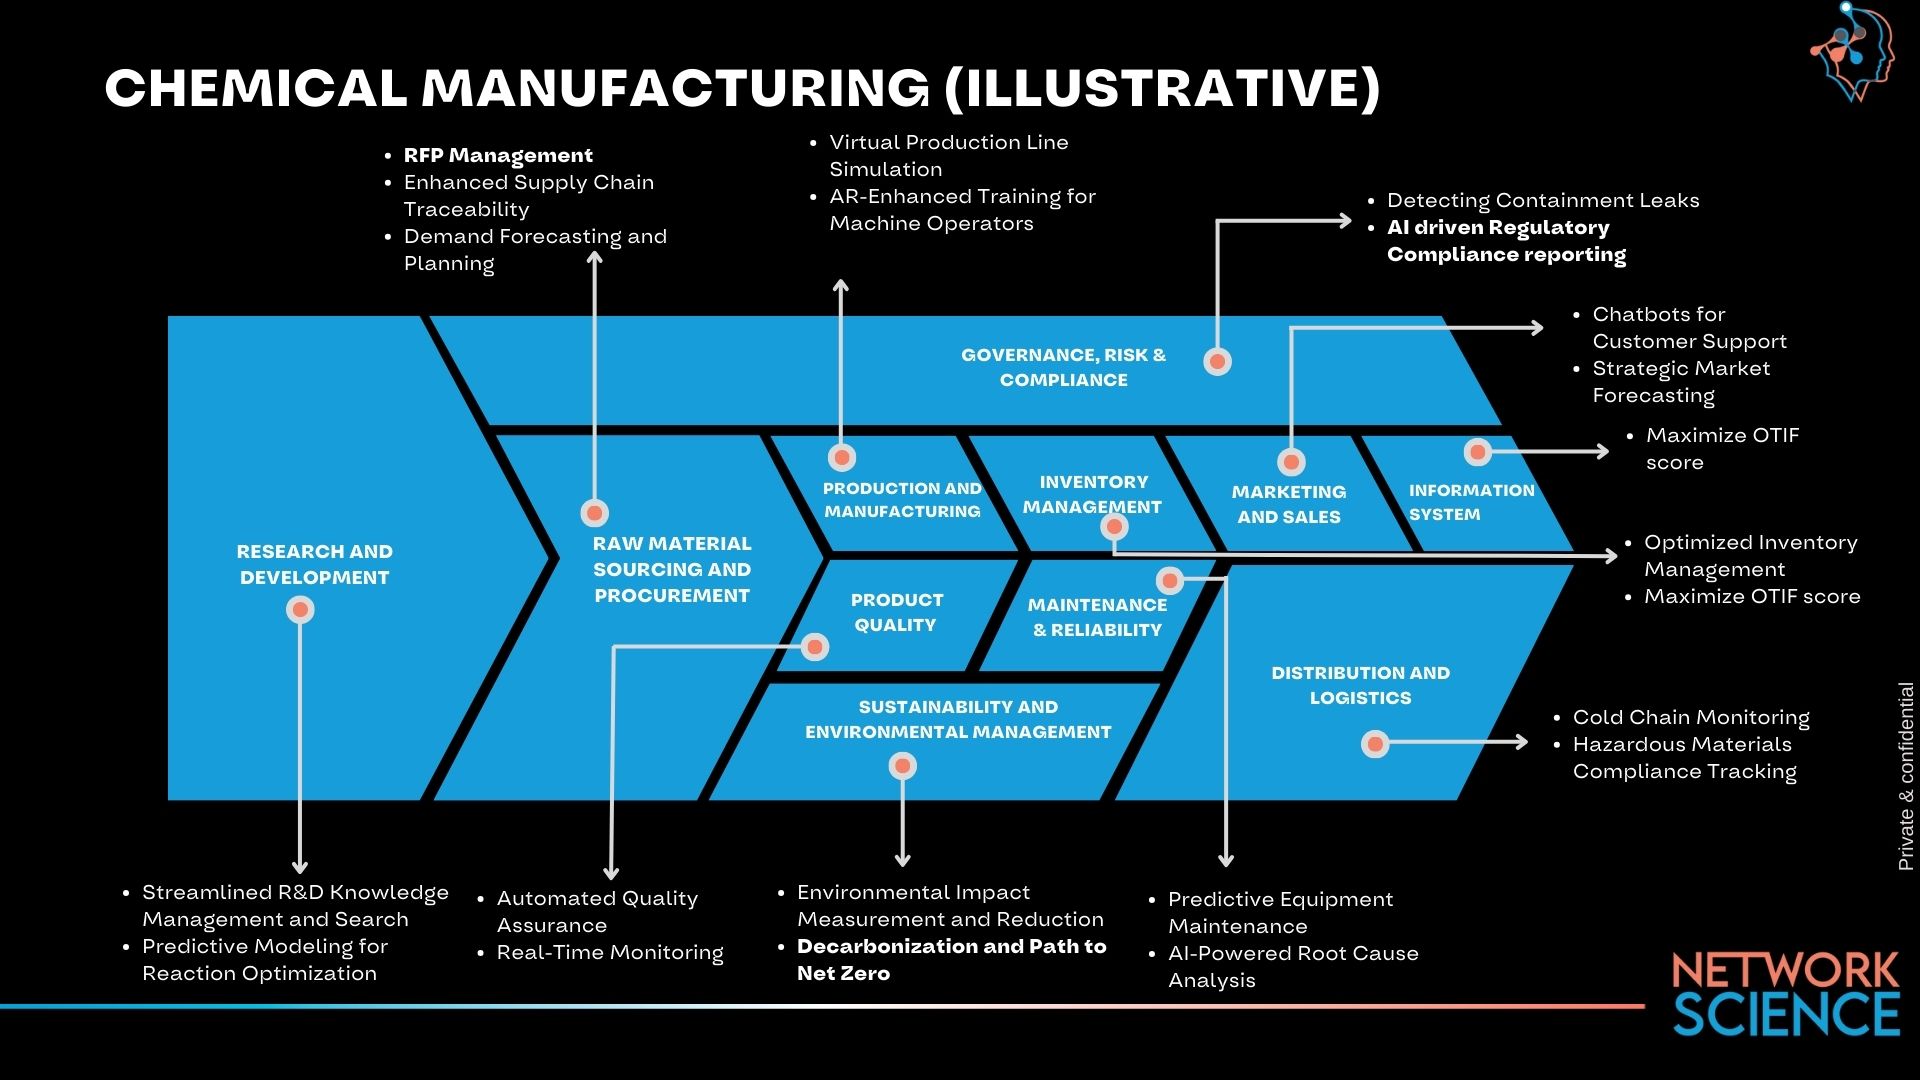 CHEMICAL MANUFACTURING (ILLUSTRATIVE)
• RFP Management
• Enhanced Supply Chain
Traceability
• Demand Forecasting and
Planning
• Virtual Production Line
Simulation
• AR-Enhanced Training for
Machine Operators
• Detecting Containment Leaks
• AI driven Regulatory
Compliance reporting
• Chatbots for
Customer Support
• Strategic Market
Forecasting
• Maximize OTIF
score
• Optimized Inventory
Management
• Maximize OTIF score
GOVERNANCE, RISK &
COMPLIANCE
RESEARCH AND
DEVELOPMENT
RAW MATERIAL
SOURCING AND
PROCUREMENT
PRODUCTION AND
MANUFACTURING
INVENTORY
MANAGEMENT
MARKETING
AND SALES
INFORMATION
SYSTEM
PRODUCT
QUALITY
MAINTENANCE
& RELIABILITY
SUSTAINABILITY AND
ENVIRONMENTAL MANAGEMENT
DISTRIBUTION AND
LOGISTICS
• Cold Chain Monitoring
• Hazardous Materials
Compliance Tracking
• Streamlined R&D Knowledge
Management and Search
• Predictive Modeling for
Reaction Optimization
• Automated Quality
Assurance
• Real-Time Monitoring
• Environmental Impact
Measurement and Reduction
• Decarbonization and Path to
Net Zero
• Predictive Equipment
Maintenance
• AI-Powered Root Cause
Analysis
Private & confidential
NETWORK
SCIENCE